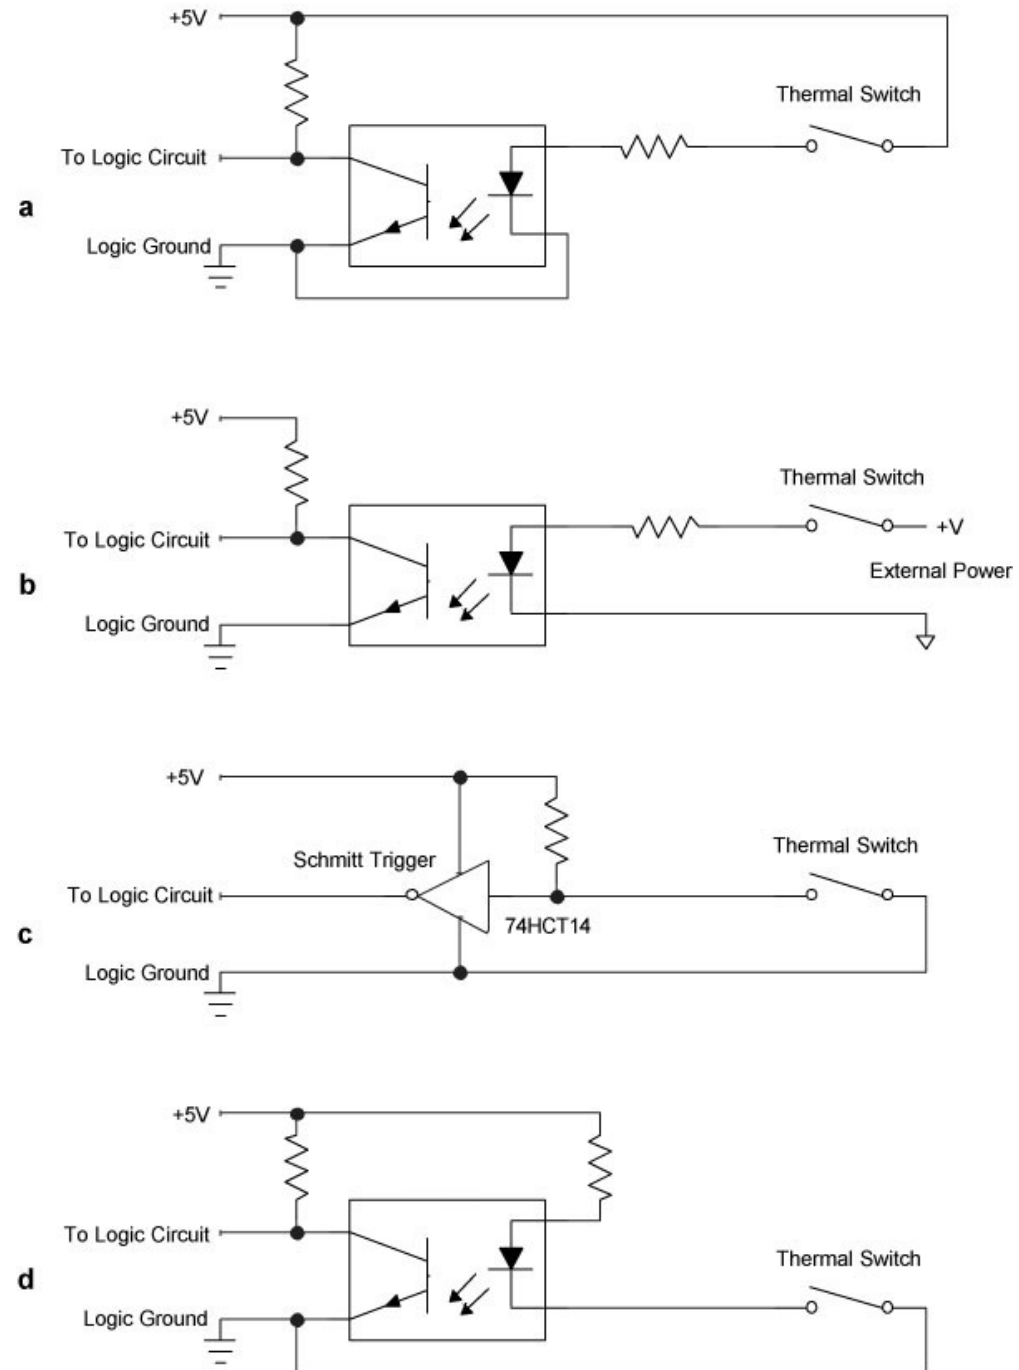 +5V
Thermal Switch
To Logic Circuit
a
Logic Ground
+5V
Thermal Switch
+V
To Logic Circuit
External Power
b
Logic Ground
+5V
Thermal Switch
Schmitt Trigger
To Logic Circuit
74HCT14
c
Logic Ground
+5V
To Logic Circuit
Thermal Switch
d
Logic Ground